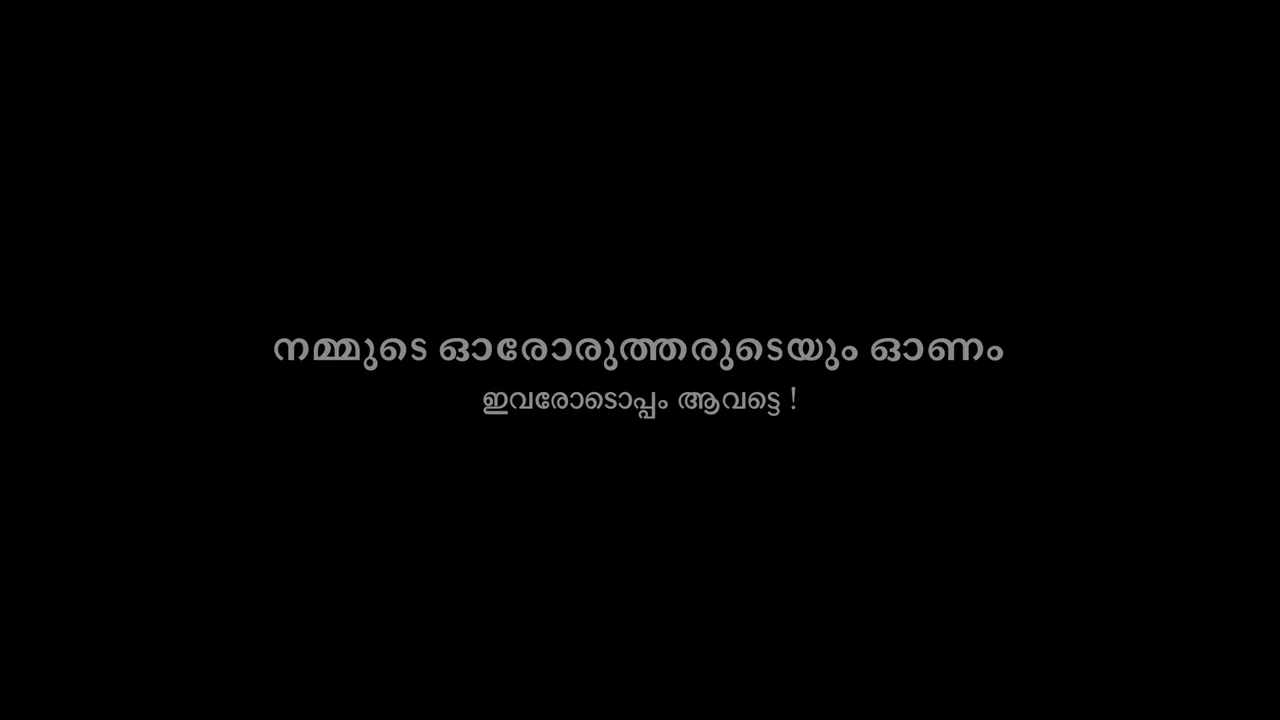 നമ്മുടെ ഓരോരുത്തരുടെയും ഓണം
ഇവരോടൊപ്പം ആവട്ടെ !